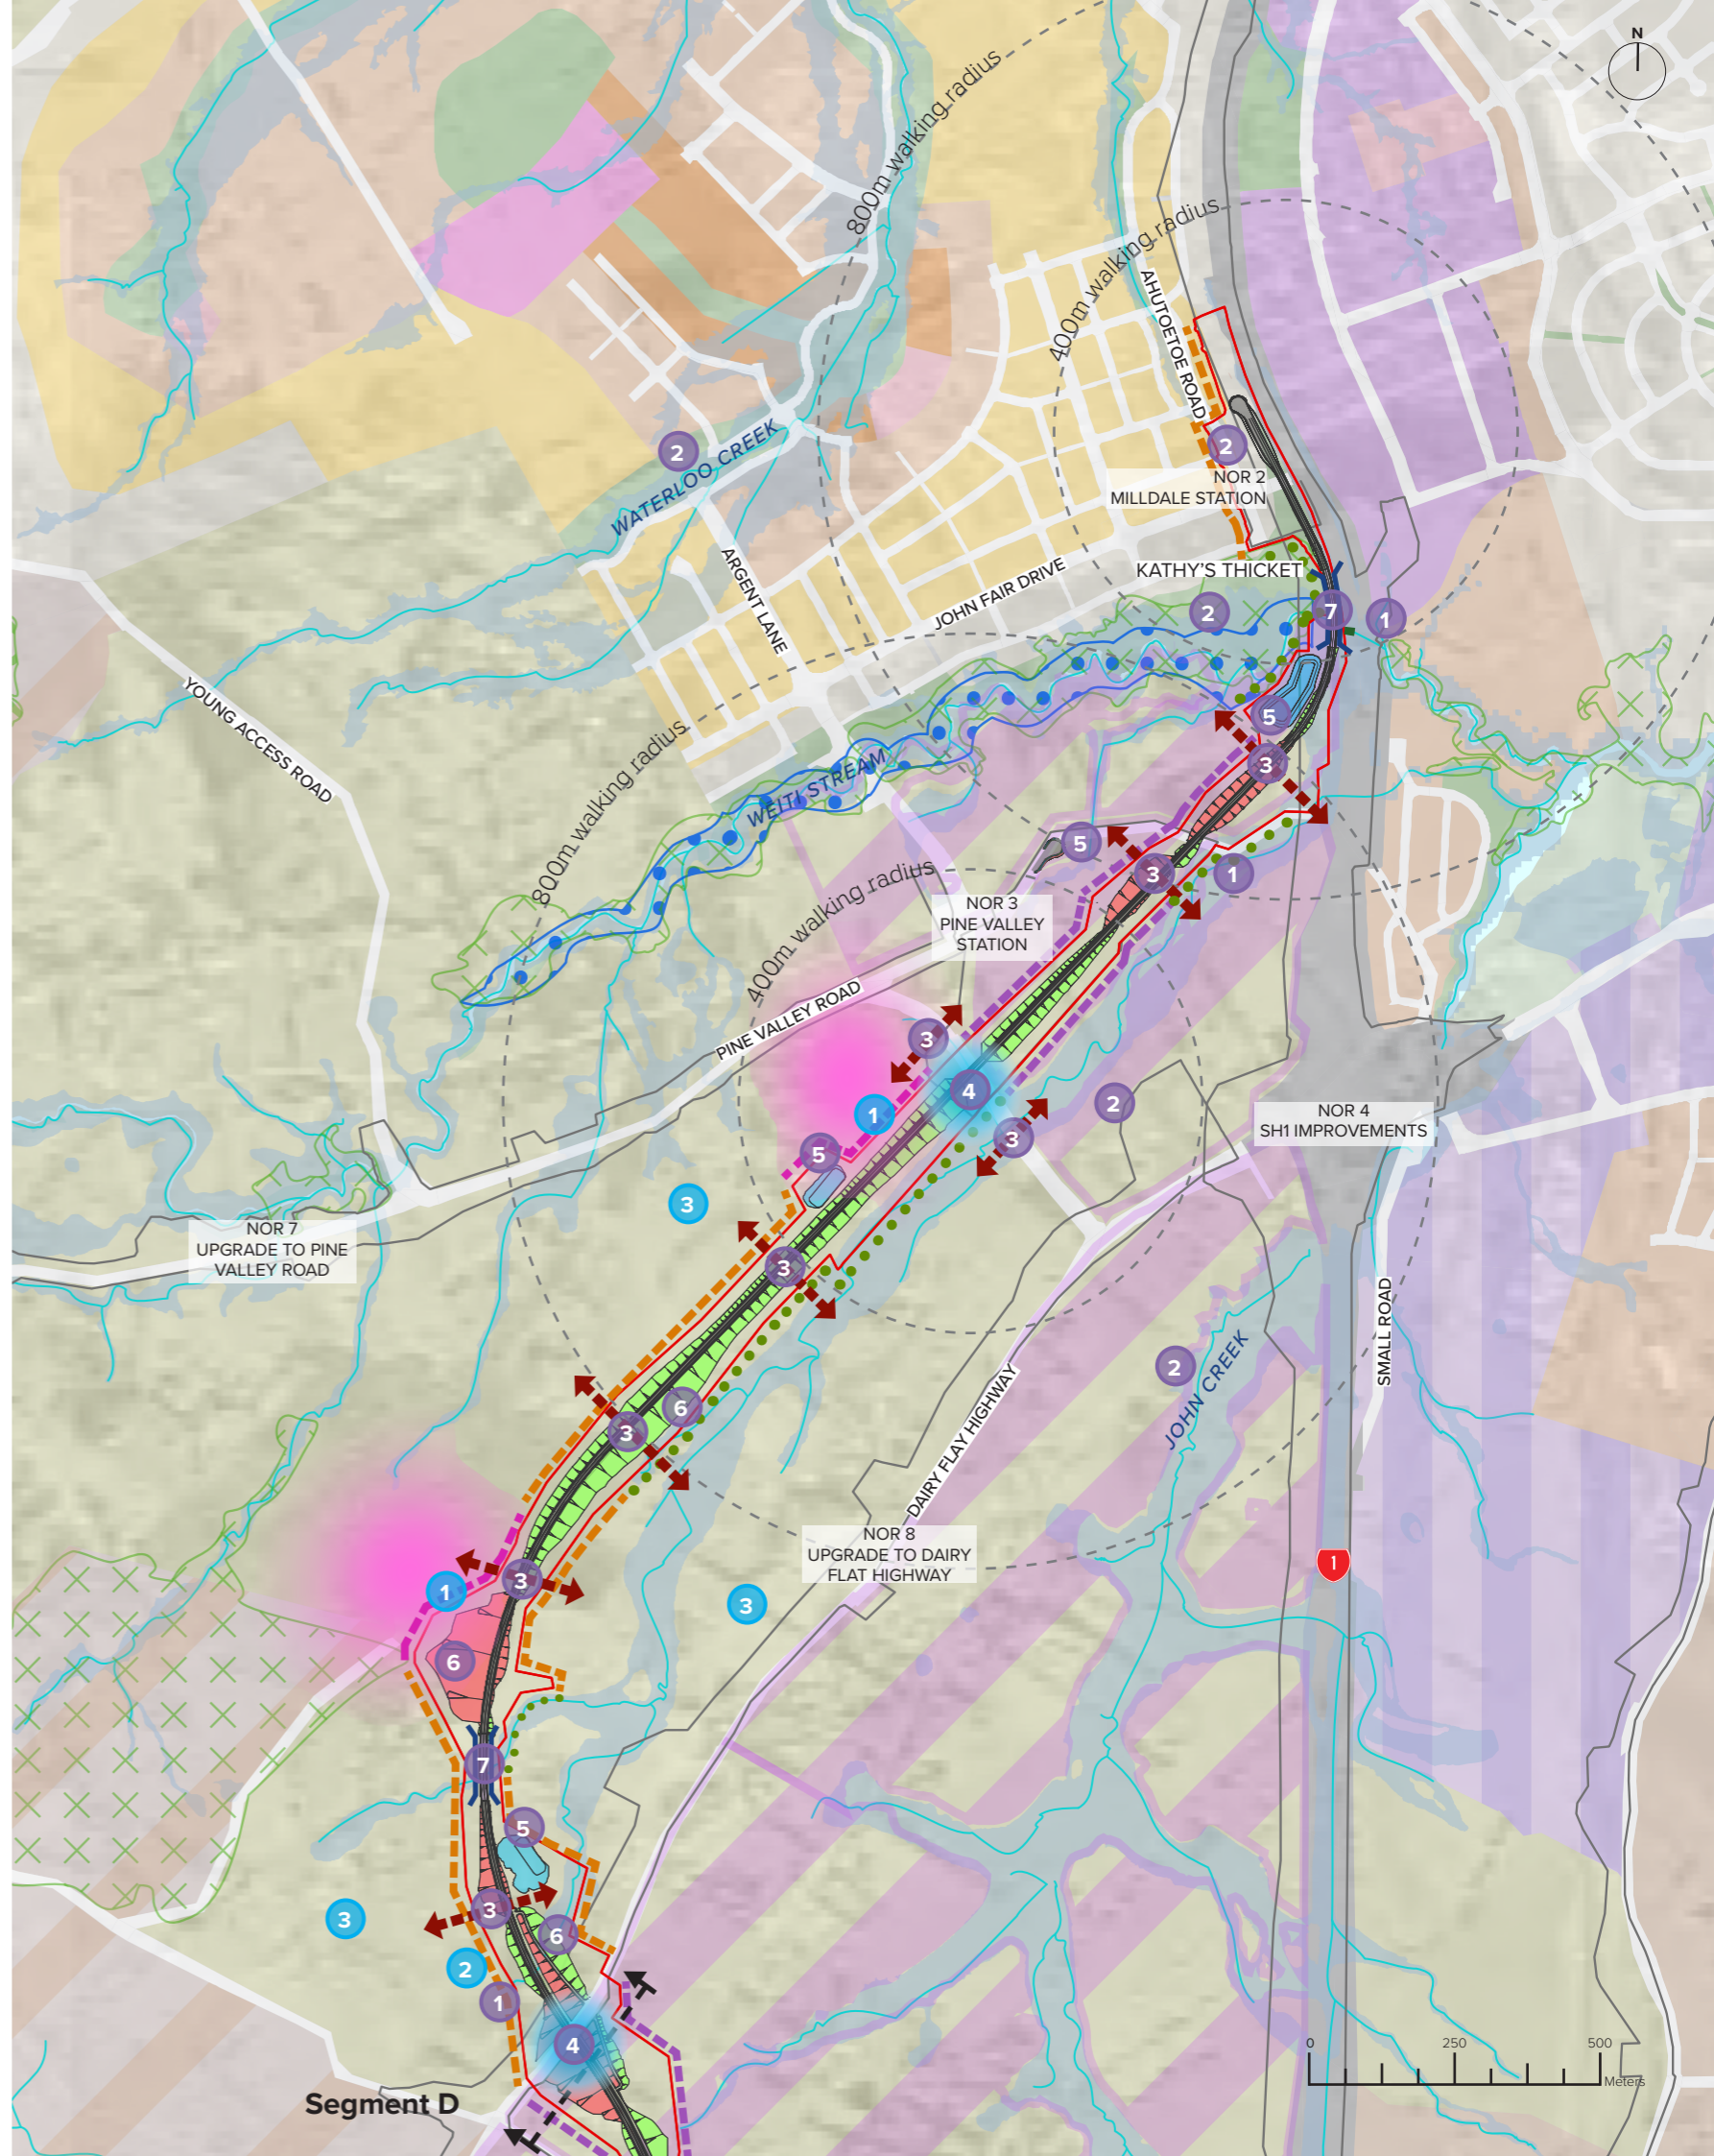 N
800m walking radius
400m walking radius
AHUTOETOE ROAD
2
WATERLOO CREEK
2
NOR 2
MILLDALE STATION
ARGENT LANE
JOHN FAIR DRIVE
KATHY'S THICKET
2
7
1
YOUNG ACCESS ROAD
5
3
WEITI STREAM
800m walking radius
5
3
1
400m walking radius
NOR 3
PINE VALLEY
STATION
PINE VALLEY ROAD
3
4
1
2
3
5
NOR 4
SH1 IMPROVEMENTS
3
NOR 7
UPGRADE TO PINE
VALLEY ROAD
3
SMALL ROAD
2
JOHN CREEK
6
3
DAIRY FLAY HIGHWAY
NOR 8
UPGRADE TO DAIRY
FLAT HIGHWAY
1
3
1
3
6
7
5
3
3
6
2
1
4
0 250 500
Meters
Segment D